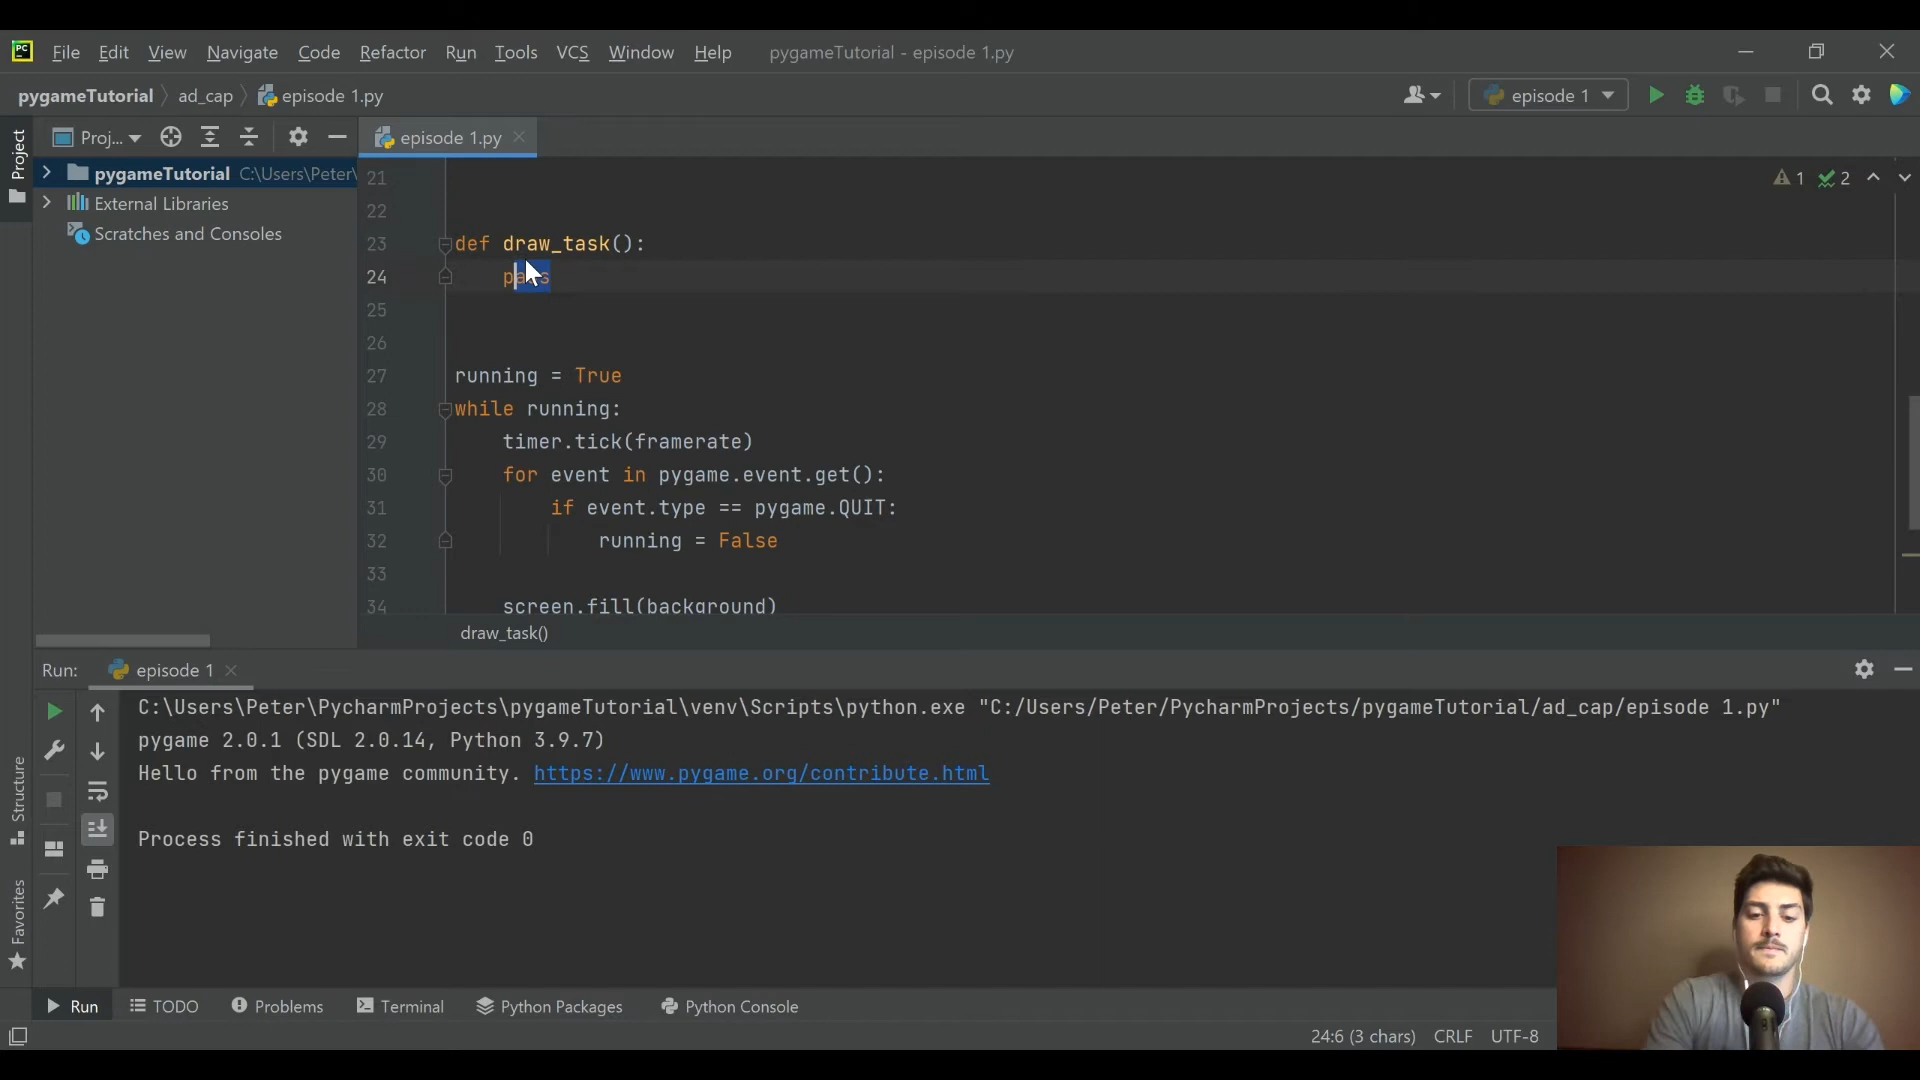 PC File Edit View Navigate Code Refactor Run Tools VCS Window Help pygameTutorial - episode 1.py
pygameTutorial ad_cap episode 1.py episode 1
Project
Proj... episode 1.py
pygameTutorial C:\Users\Peter\
External Libraries
Scratches and Consoles
1 2
21
22
23 def draw_task():
24 pass
25
26
27 running = True
28 while running:
29 timer.tick(framerate)
30 for event in pygame.event.get():
31 if event.type == pygame.QUIT:
32 running = False
33
34 screen.fill(background)
draw_task()
Run: episode 1
C:\Users\Peter\PycharmProjects\pygameTutorial\venv\Scripts\python.exe "C:/Users/Peter/PycharmProjects/pygameTutorial/ad_cap/episode 1.py"
pygame 2.0.1 (SDL 2.0.14, Python 3.9.7)
Hello from the pygame community. https://www.pygame.org/contribute.html
Process finished with exit code 0
Structure
Favorites
Run TODO Problems Terminal Python Packages Python Console
24:6 (3 chars) CRLF UTF-8